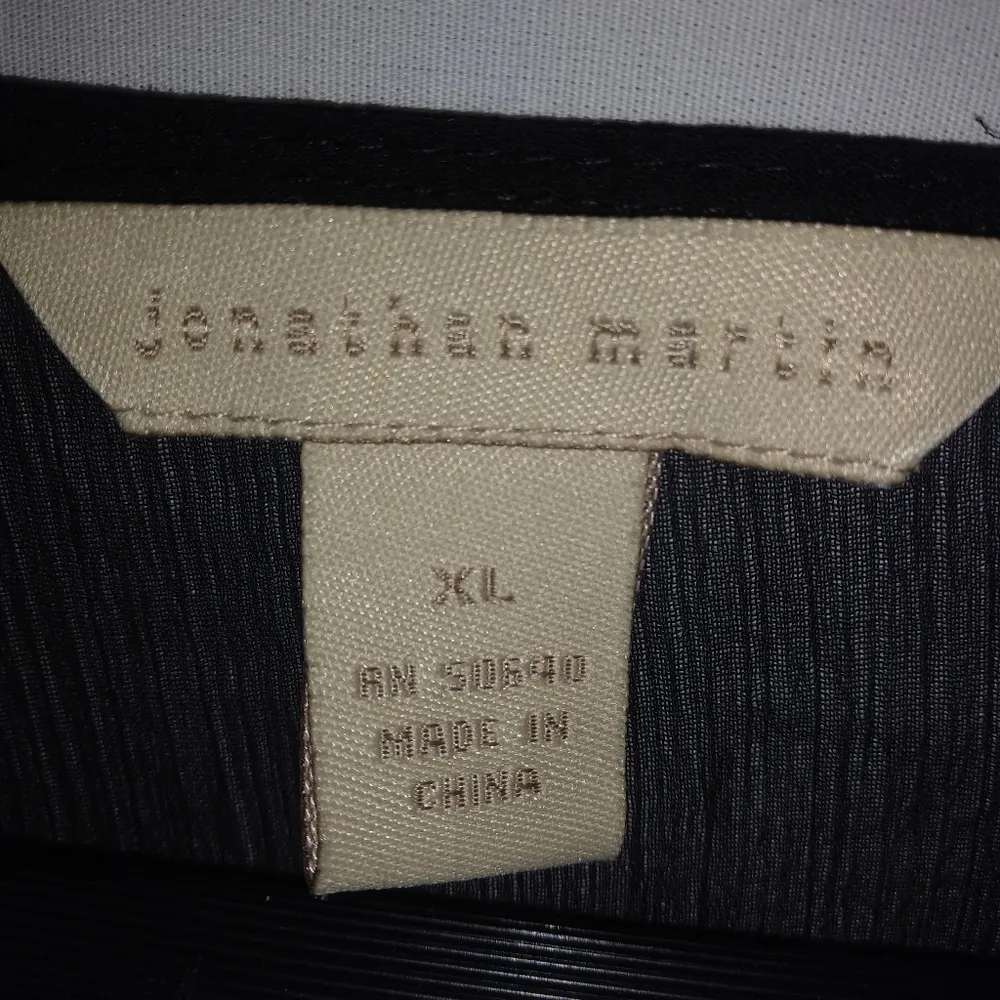 jonathan martin
XL
RN 50640
MADE IN
CHINA